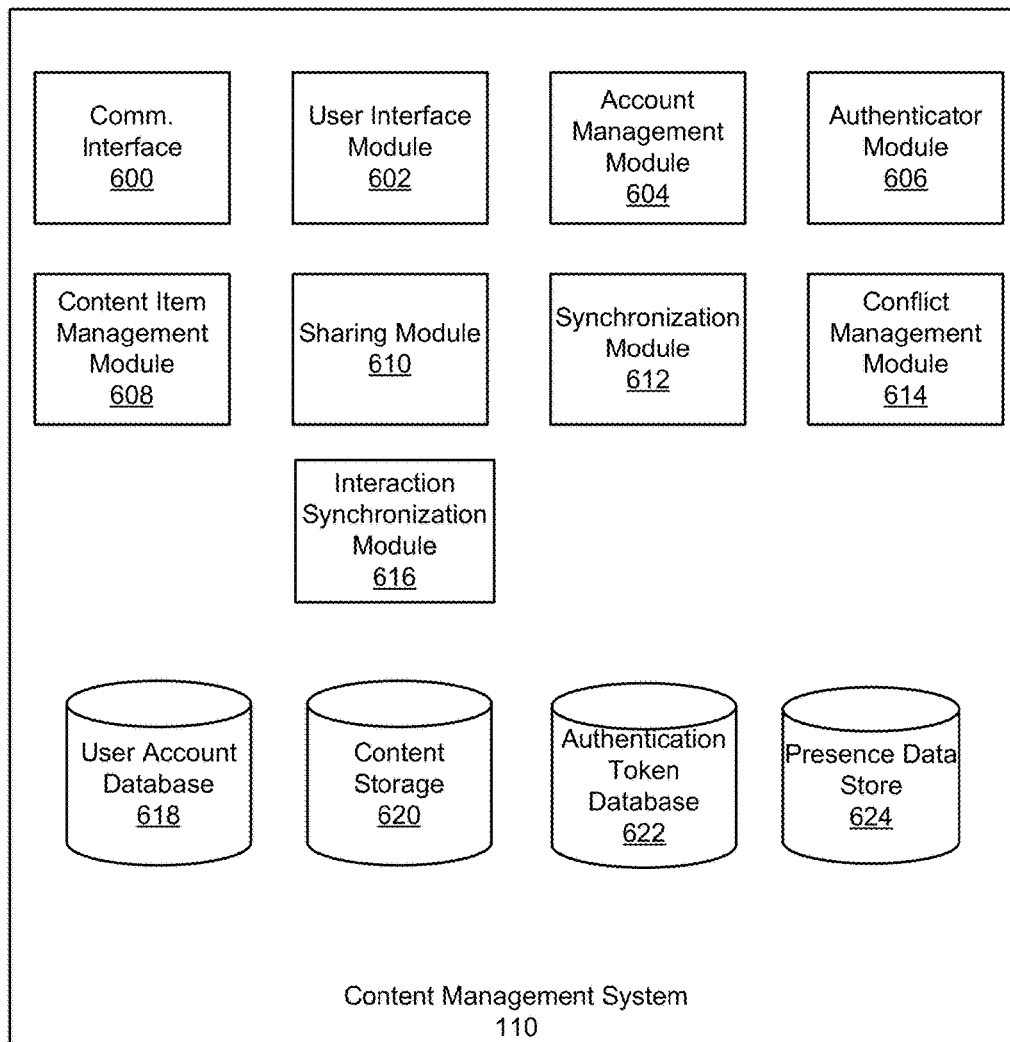 Comm.
Interface
600
User Interface
Module
602
Account
Management
Module
604
Authenticator
Module
606
Content Item
Management
Module
608
Sharing Module
610
Synchronization
Module
612
Conflict
Management
Module
614
Interaction
Synchronization
Module
616
User Account
Database
618
Content
Storage
620
Authentication
Token
Database
622
Presence Data
Store
624
Content Management System
110